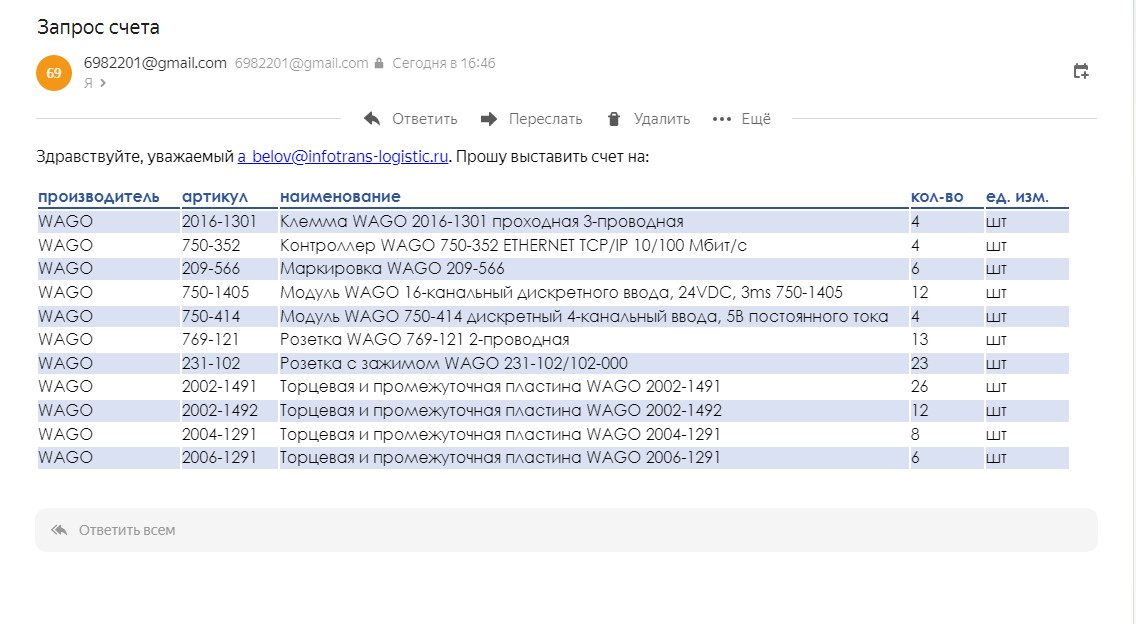 Запрос счета
69
6982201@gmail.com 6982201@gmail.com Сегодня в 16:46
Я >
Ответить Переслать Удалить ••• Ещё
Здравствуйте, уважаемый a_belov@infotrans-logistic.ru. Прошу выставить счет на:
производитель артикул наименование кол-во ед. изм.
WAGO 2016-1301 Клемма WAGO 2016-1301 проходная 3-проводная 4 шт
WAGO 750-352 Контроллер WAGO 750-352 ETHERNET TCP/IP 10/100 Мбит/с 4 шт
WAGO 209-566 Маркировка WAGO 209-566 6 шт
WAGO 750-1405 Модуль WAGO 16-канальный дискретного ввода, 24VDC, 3ms 750-1405 12 шт
WAGO 750-414 Модуль WAGO 750-414 дискретный 4-канальный ввода, 5В постоянного тока 4 шт
WAGO 769-121 Розетка WAGO 769-121 2-проводная 13 шт
WAGO 231-102 Розетка с зажимом WAGO 231-102/102-000 23 шт
WAGO 2002-1491 Торцевая и промежуточная пластина WAGO 2002-1491 26 шт
WAGO 2002-1492 Торцевая и промежуточная пластина WAGO 2002-1492 12 шт
WAGO 2004-1291 Торцевая и промежуточная пластина WAGO 2004-1291 8 шт
WAGO 2006-1291 Торцевая и промежуточная пластина WAGO 2006-1291 6 шт
Ответить всем